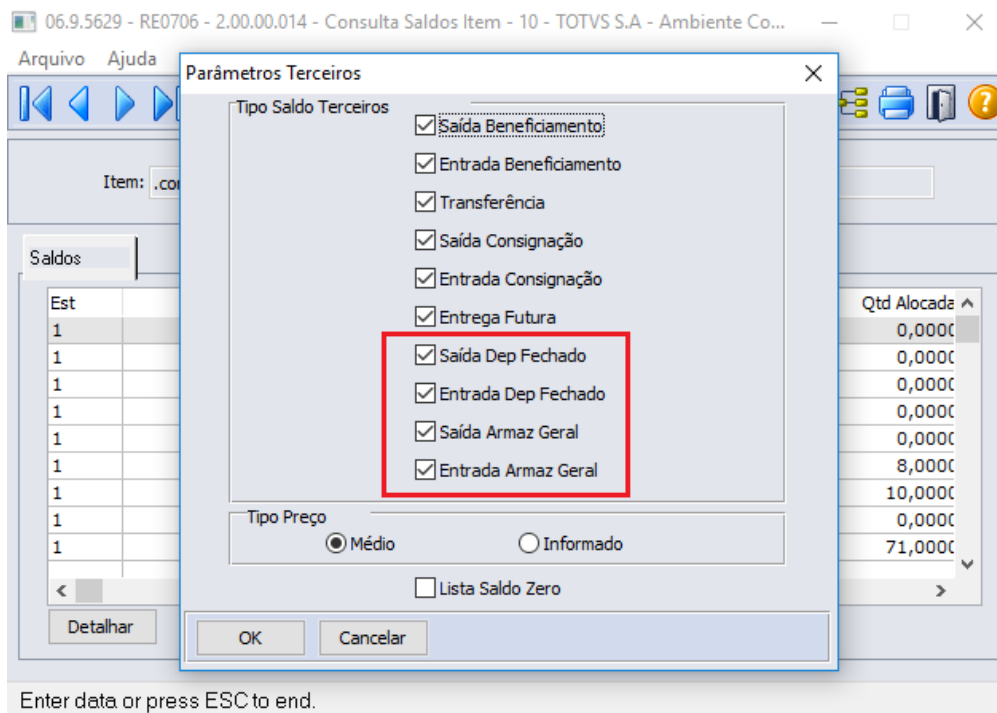 06.9.5629 - RE0706 - 2.00.00.014 - Consulta Saldos Item - 10 - TOTVS S.A - Ambiente Co...
Arquivo Ajuda
Parâmetros Terceiros
Tipo Saldo Terceiros
Saída Beneficiamento
Entrada Beneficiamento
Transferência
Saída Consignação
Entrada Consignação
Entrega Futura
Saída Dep Fechado
Entrada Dep Fechado
Saída Armaz Geral
Entrada Armaz Geral
Tipo Preço
Médio Informado
Lista Saldo Zero
OK Cancelar
Item: .co
Saldos
Est Qtd Alocada
1 0,0000
1 0,0000
1 0,0000
1 0,0000
1 0,0000
1 8,0000
1 10,0000
1 0,0000
1 71,0000
Detalhar
Enter data or press ESC to end.